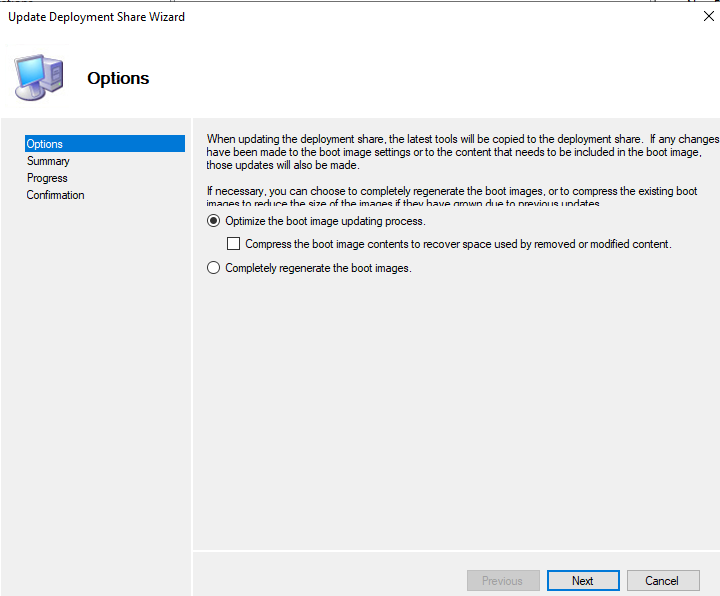 Update Deployment Share Wizard
Options
Options
Summary
Progress
Confirmation
When updating the deployment share, the latest tools will be copied to the deployment share. If any changes
have been made to the boot image settings or to the content that needs to be included in the boot image,
those updates will also be made.
If necessary, you can choose to completely regenerate the boot images, or to compress the existing boot
images to reduce the size of the images if they have grown due to previous updates.
Optimize the boot image updating process.
Compress the boot image contents to recover space used by removed or modified content.
Completely regenerate the boot images.
Previous
Next
Cancel